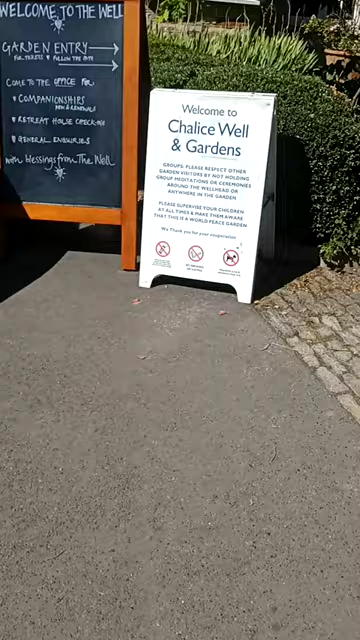 WELCOME TO THE WELL
GARDEN ENTRY
FOR TICKETS & FOLLOW THE PATH
COME TO THE OFFICE FOR
COMPANIONSHIPS
NEW & RENEWALS
RETREAT HOUSE CHECK-IN
GENERAL ENQUIRIES
with blessings from The Well
Welcome to
Chalice Well
& Gardens
GROUPS: PLEASE RESPECT OTHER
GARDEN VISITORS BY NOT HOLDING
GROUP MEDITATIONS OR CEREMONIES
AROUND THE WELLHEAD OR
ANYWHERE IN THE GARDEN
PLEASE SUPERVISE YOUR CHILDREN
AT ALL TIMES & MAKE THEM AWARE
THAT THIS IS A WORLD PEACE GARDEN
We Thank you for your cooperation